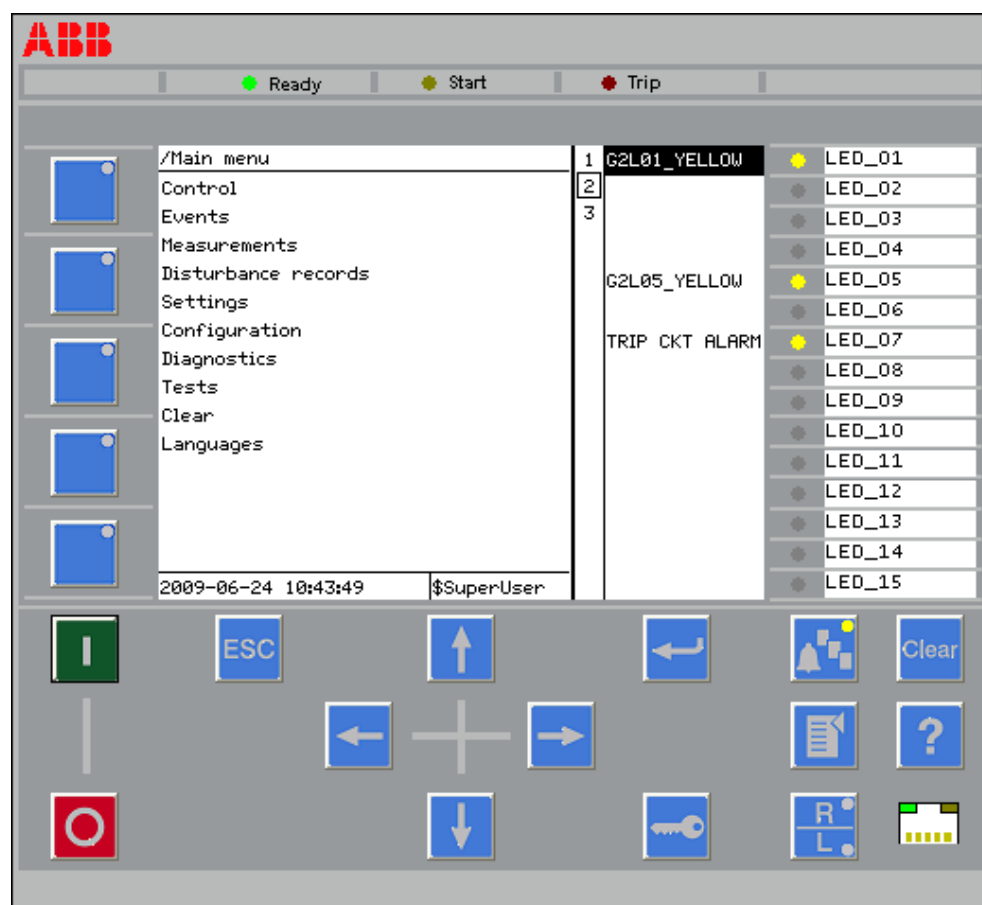 ABB
Ready Start Trip
/Main menu
Control
Events
Measurements
Disturbance records
Settings
Configuration
Diagnostics
Tests
Clear
Languages
2009-06-24 10:43:49 $SuperUser
1 G2L01_YELLOW
2
3
G2L05_YELLOW
TRIP CKT ALARM
LED_01
LED_02
LED_03
LED_04
LED_05
LED_06
LED_07
LED_08
LED_09
LED_10
LED_11
LED_12
LED_13
LED_14
LED_15
I
ESC
Clear
?
O
R
L